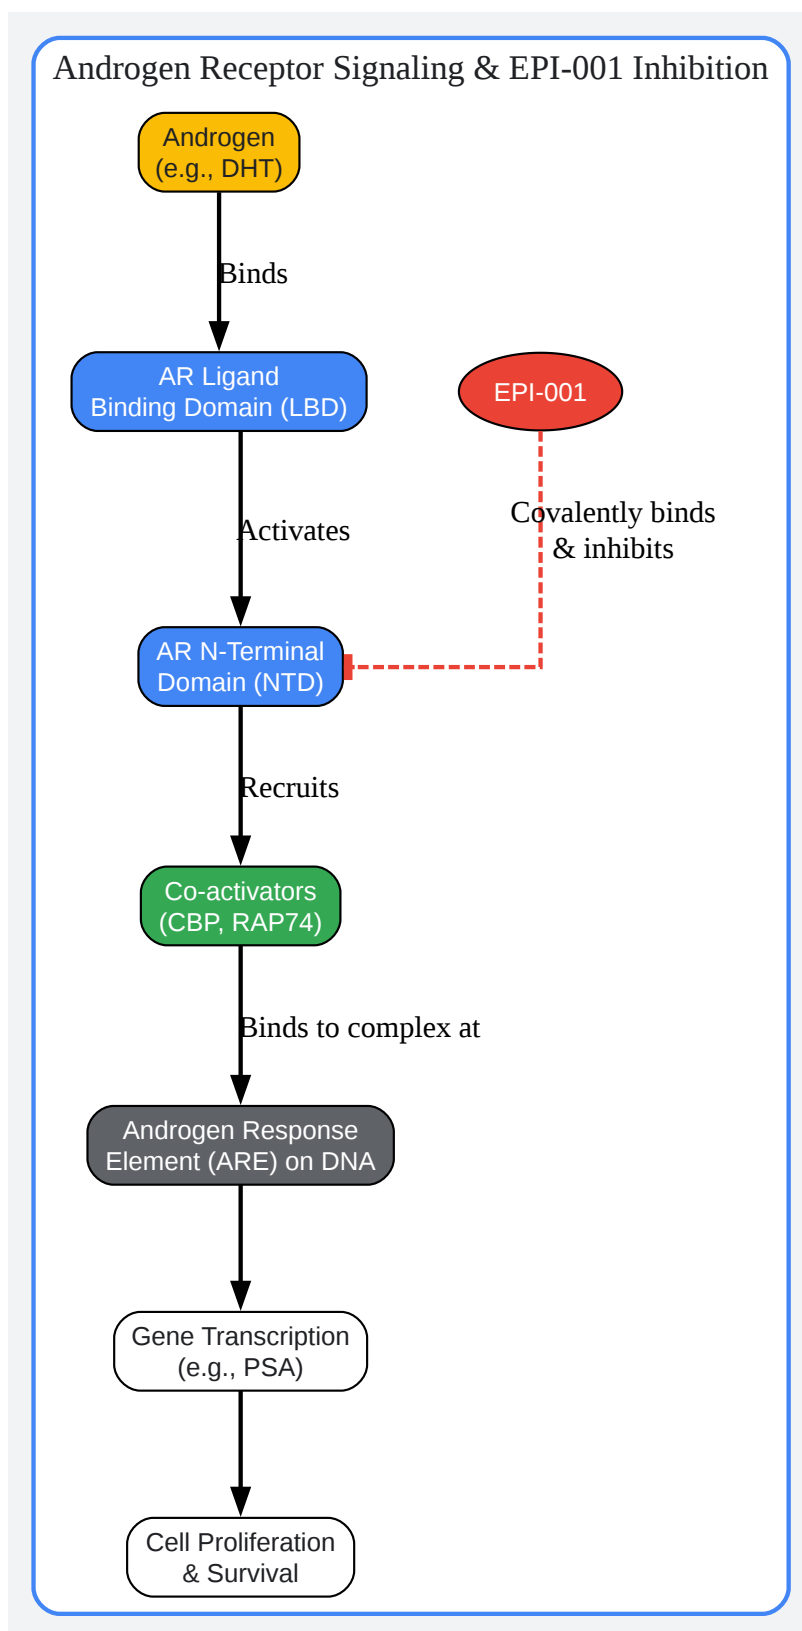 Androgen Receptor Signaling & EPI-001 Inhibition
Androgen
(e.g., DHT)
Binds
AR Ligand
Binding Domain (LBD)
EPI-001
Activates
Covalently binds
& inhibits
AR N-Terminal
Domain (NTD)
Recruits
Co-activators
(CBP, RAP74)
Binds to complex at
Androgen Response
Element (ARE) on DNA
Gene Transcription
(e.g., PSA)
Cell Proliferation
& Survival